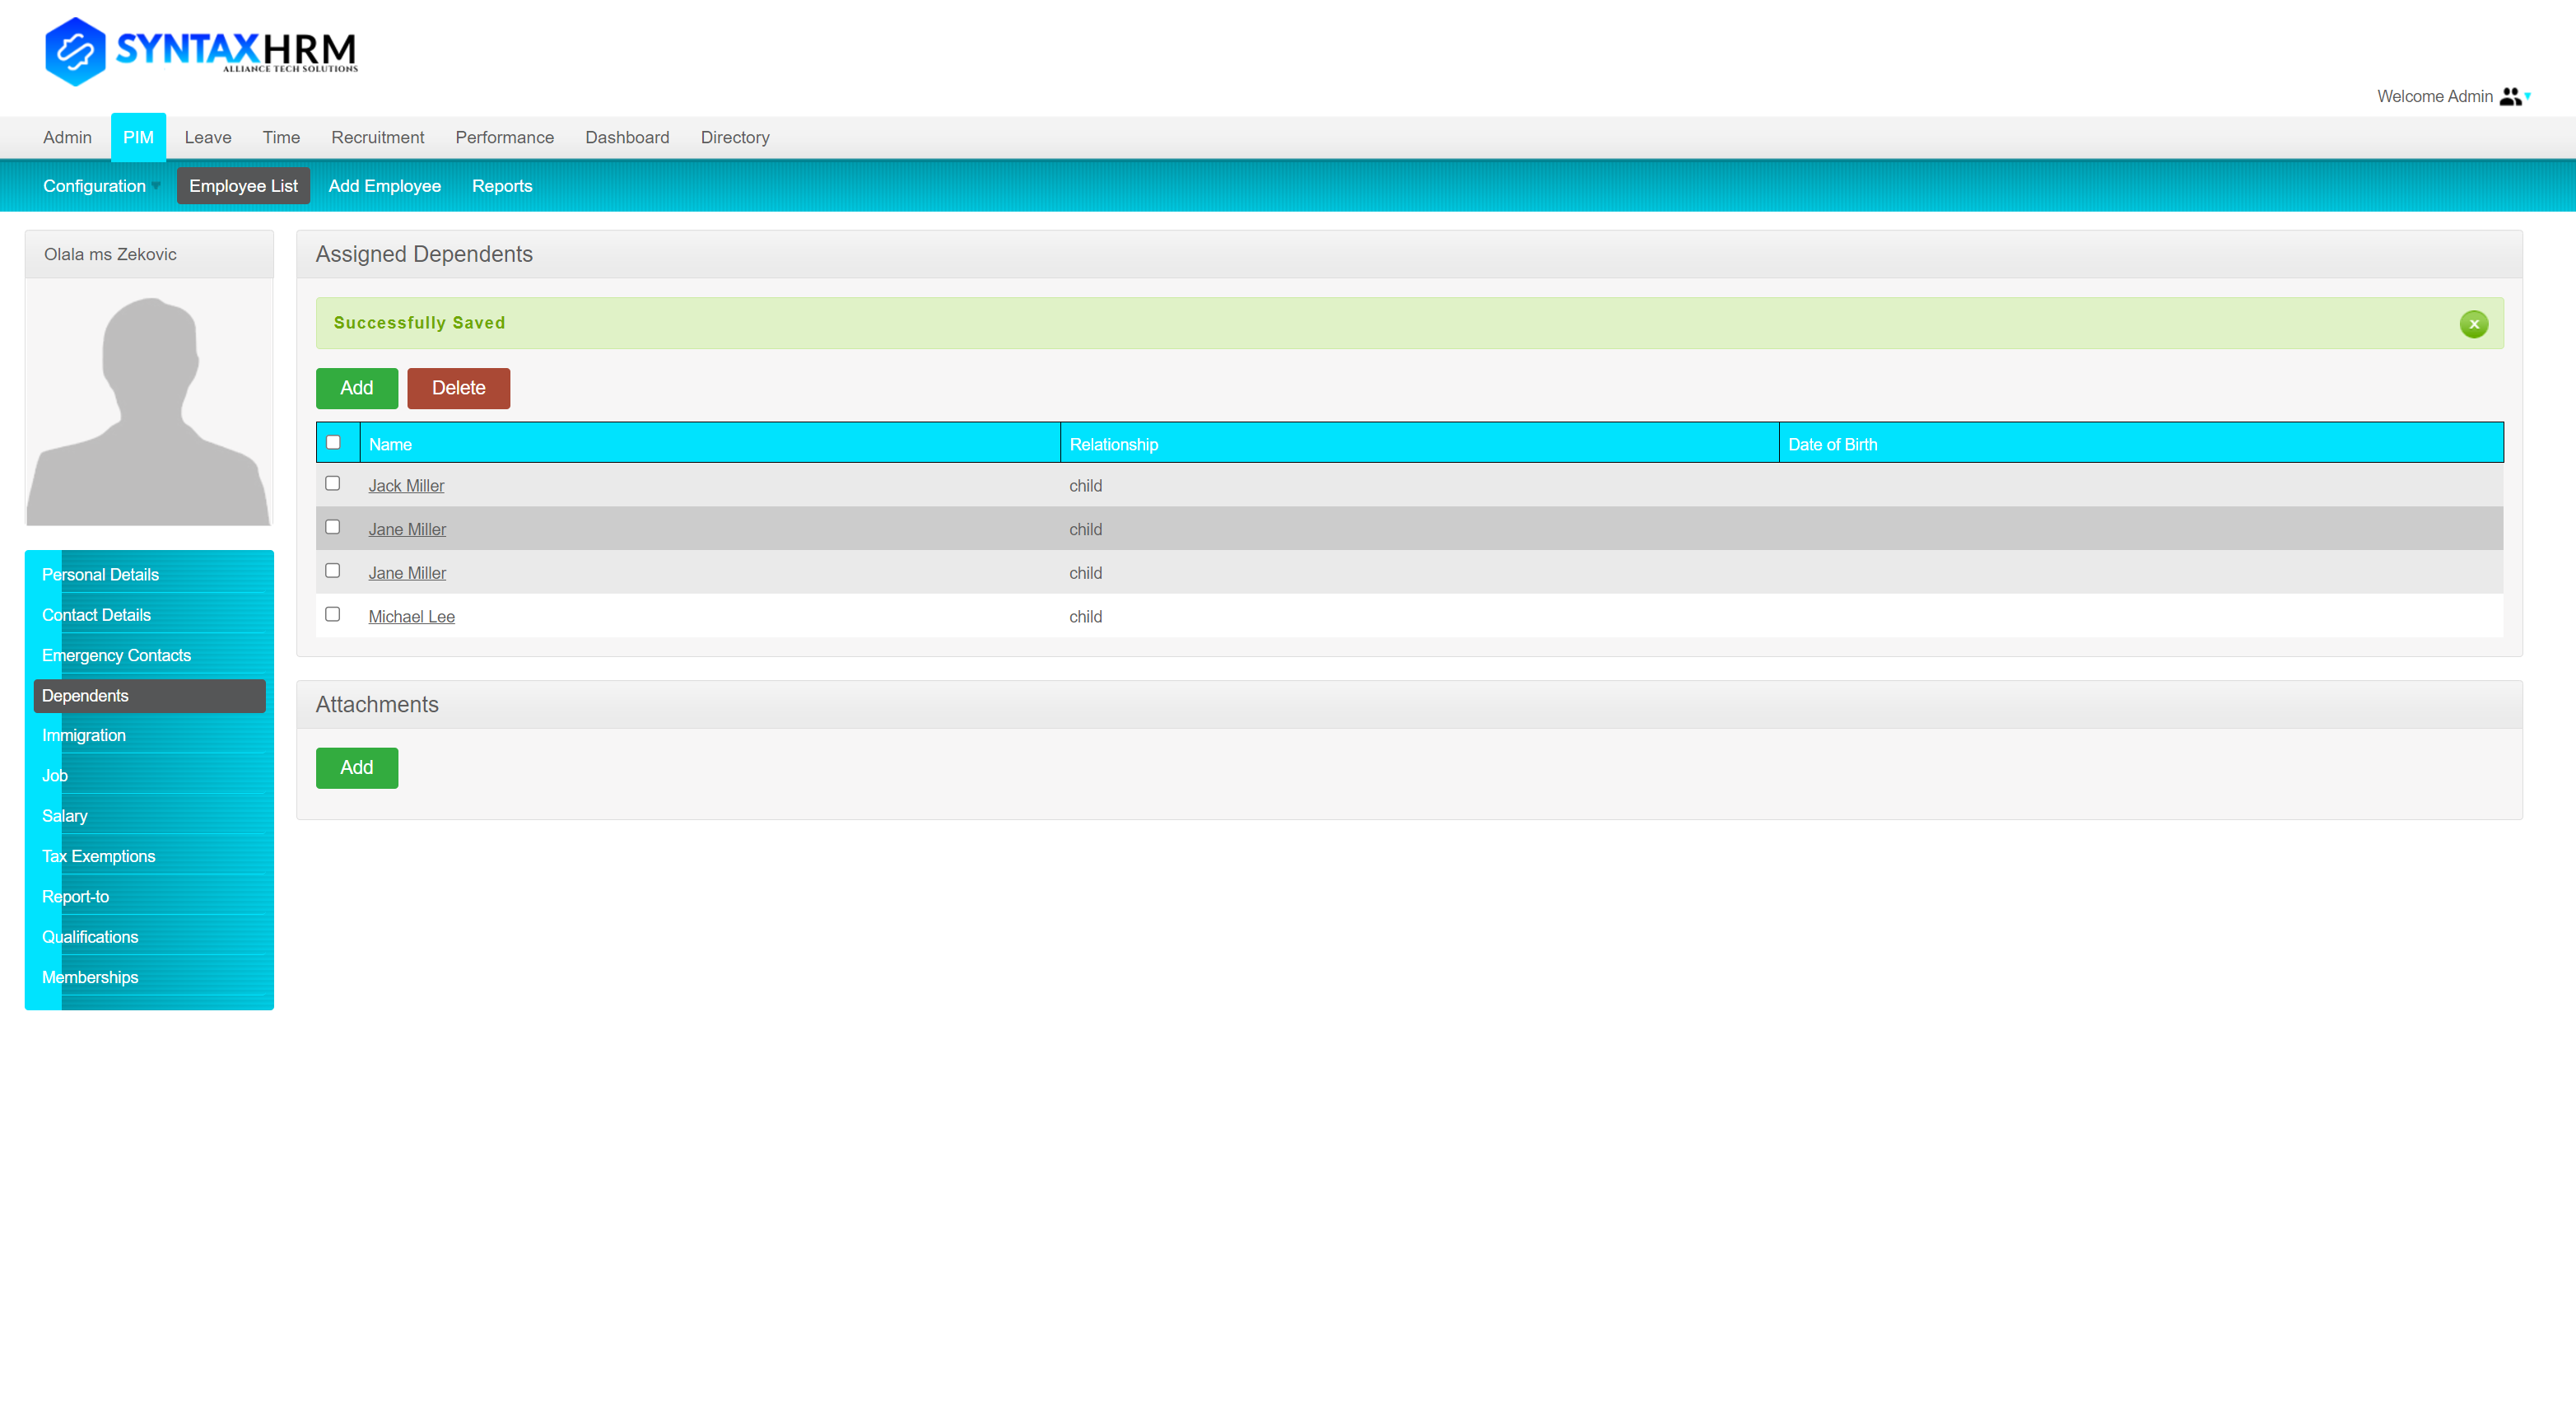 SYNTAXHRM
ALLIANCE TECH SOLUTIONS
Welcome Admin
Admin PIM Leave Time Recruitment Performance Dashboard Directory
Configuration Employee List Add Employee Reports
Olala ms Zekovic
Personal Details
Contact Details
Emergency Contacts
Dependents
Immigration
Job
Salary
Tax Exemptions
Report-to
Qualifications
Memberships
Assigned Dependents
Successfully Saved
x
Add Delete
Name Relationship Date of Birth
Jack Miller child
Jane Miller child
Jane Miller child
Michael Lee child
Attachments
Add